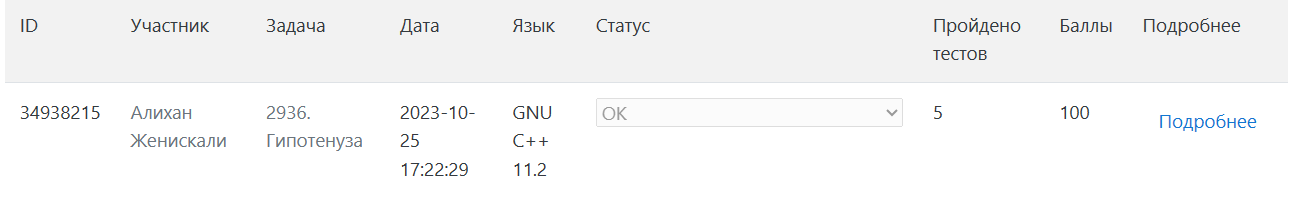 ID Участник Задача Дата Язык Статус Пройдено тестов Баллы Подробнее
34938215 Алихан Женискали 2936. Гипотенуза 2023-10-25 17:22:29 GNU C++ 11.2 OK 5 100 Подробнее